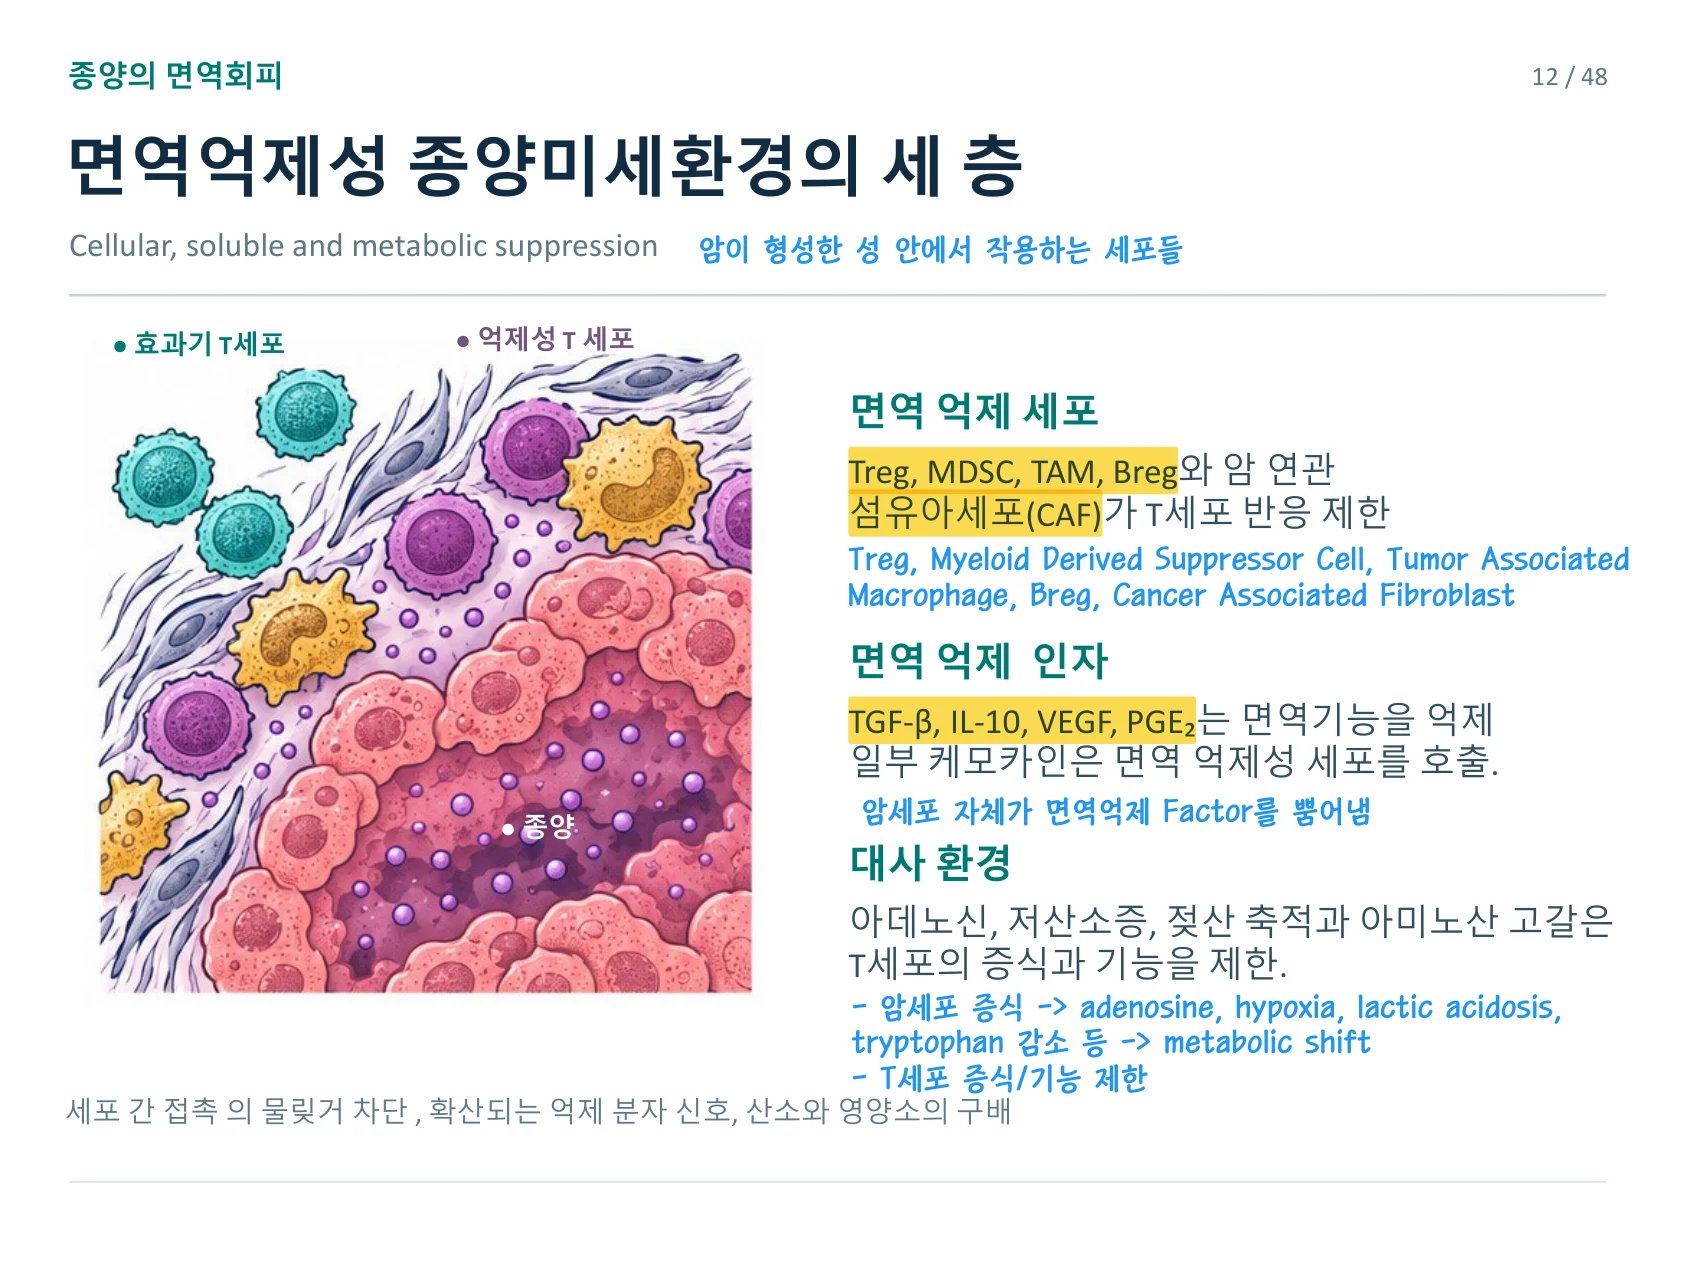 종양의 면역회피
12 / 48
면역억제성 종양미세환경의 세 층
Cellular, soluble and metabolic suppression
암이 형성한 성 안에서 작용하는 세포들
• 효과기 T세포
• 억제성 T 세포
• 종양
면역 억제 세포
Treg, MDSC, TAM, Breg와 암 연관
섬유아세포(CAF)가 T세포 반응 제한
Treg, Myeloid Derived Suppressor Cell, Tumor Associated
Macrophage, Breg, Cancer Associated Fibroblast
면역 억제 인자
TGF-β, IL-10, VEGF, PGE₂는 면역기능을 억제
일부 케모카인은 면역 억제성 세포를 호출.
암세포 자체가 면역억제 Factor를 뿜어냄
대사 환경
아데노신, 저산소증, 젖산 축적과 아미노산 고갈은
T세포의 증식과 기능을 제한.
- 암세포 증식 -> adenosine, hypoxia, lactic acidosis,
tryptophan 감소 등 -> metabolic shift
- T세포 증식/기능 제한
세포 간 접촉 의 물맂거 차단 , 확산되는 억제 분자 신호, 산소와 영양소의 구배